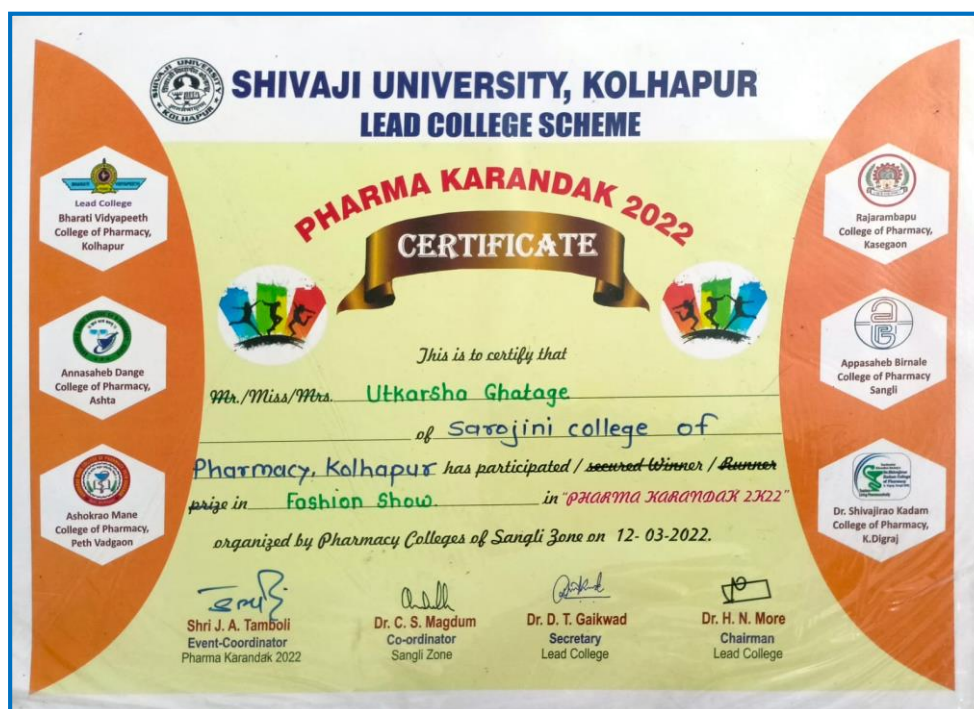 SHIVAJI UNIVERSITY, KOLHAPUR
LEAD COLLEGE SCHEME
SHIVAJI UNIVERSITY
KOLHAPUR
PHARMA KARANDAK 2022
CERTIFICATE
Lead College
Bharati Vidyapeeth
College of Pharmacy,
Kolhapur
Annasaheb Dange
College of Pharmacy,
Ashta
Ashokrao Mane
College of Pharmacy,
Peth Vadgaon
Rajarambapu
College of Pharmacy,
Kasegaon
Appasaheb Birnale
College of Pharmacy
Sangli
Dr. Shivajirao Kadam
College of Pharmacy,
K.Digraj
This is to certify that
Mr./Miss/Mrs. Utkarsha Ghatage
of Sarojini college of
Pharmacy, Kolhapur has participated / secured Winner / Runner
prize in Fashion Show. in "PHARMA KARANDAK 2K22"
organized by Pharmacy Colleges of Sangli Zone on 12- 03-2022.
Shri J. A. Tamboli
Event-Coordinator
Pharma Karandak 2022
Dr. C. S. Magdum
Co-ordinator
Sangli Zone
Dr. D. T. Gaikwad
Secretary
Lead College
Dr. H. N. More
Chairman
Lead College